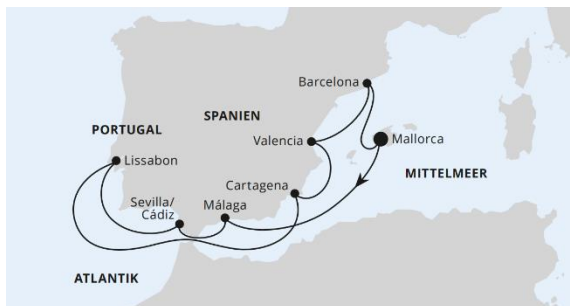 Barcelona
SPANIEN
PORTUGAL
Valencia
Mallorca
Lissabon
MITTELMEER
Cartagena
Sevilla/
Cádiz
Málaga
ATLANTIK